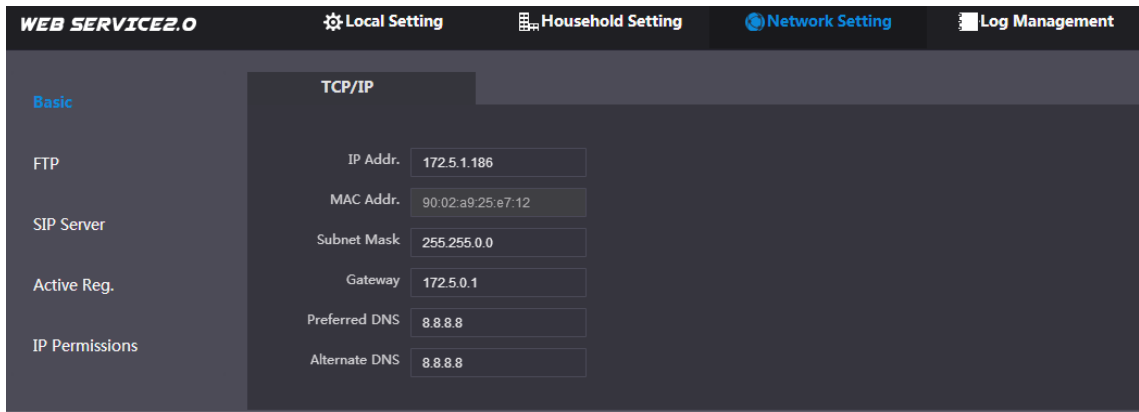 WEB SERVICE2.0 Local Setting Household Setting Network Setting Log Management
Basic
FTP
SIP Server
Active Reg.
IP Permissions
TCP/IP
IP Addr. 172.5.1.186
MAC Addr. 90:02:a9:25:e7:12
Subnet Mask 255.255.0.0
Gateway 172.5.0.1
Preferred DNS 8.8.8.8
Alternate DNS 8.8.8.8